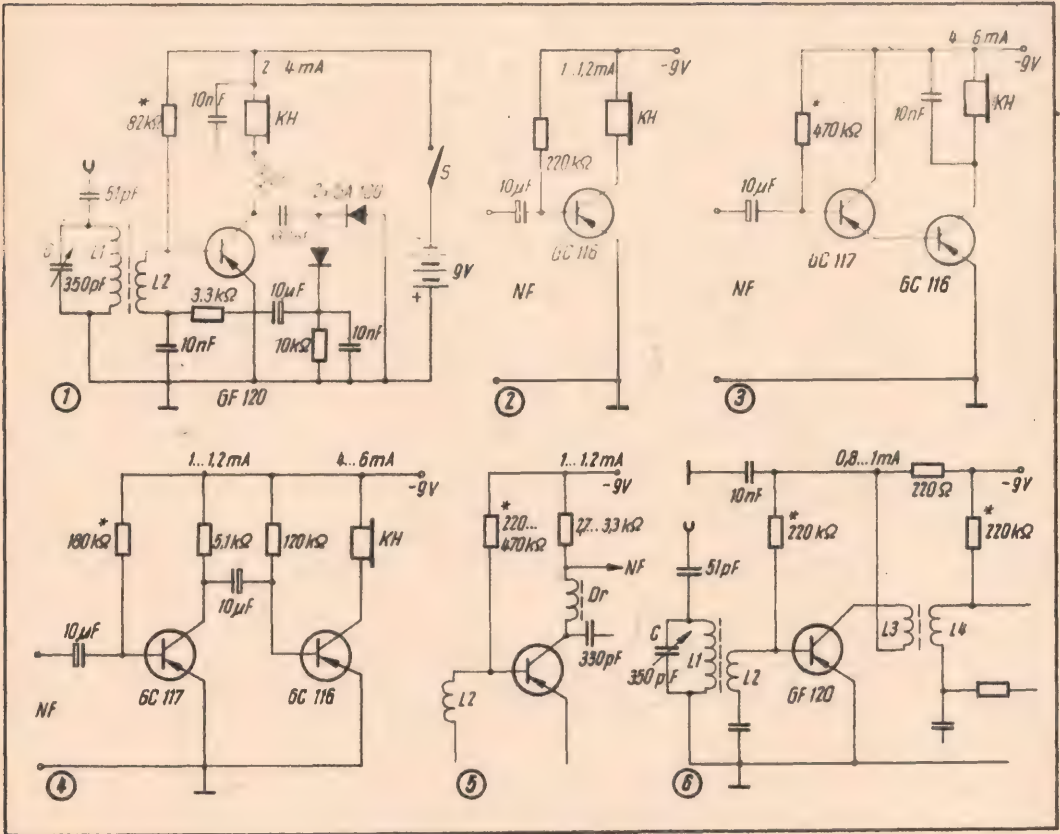 2 4mA
10nF
KH
*
82kΩ
51pF
S
C
L1
350pF
L2
9V
3.3kΩ
10µF
10nF
10kΩ
10nF
1
GF 120
1..1,2mA
-9V
KH
220kΩ
10µF
GC 116
NF
2
4 6mA
-9V
*
470kΩ
10nF
KH
10µF
GC 117
GC 116
NF
3
1... 1,2mA
4...6mA
-9V
*
180kΩ
5,1kΩ
120kΩ
KH
10µF
10µF
GC 117
GC 116
NF
4
1...1,2mA
-9V
*
220...
470kΩ
2,7...3,3kΩ
NF
Dr
330pF
L2
5
0,8...1mA
10nF
220Ω
-9V
*
220kΩ
*
220kΩ
51pF
C
350pF
L1
L2
L3
L4
GF 120
6